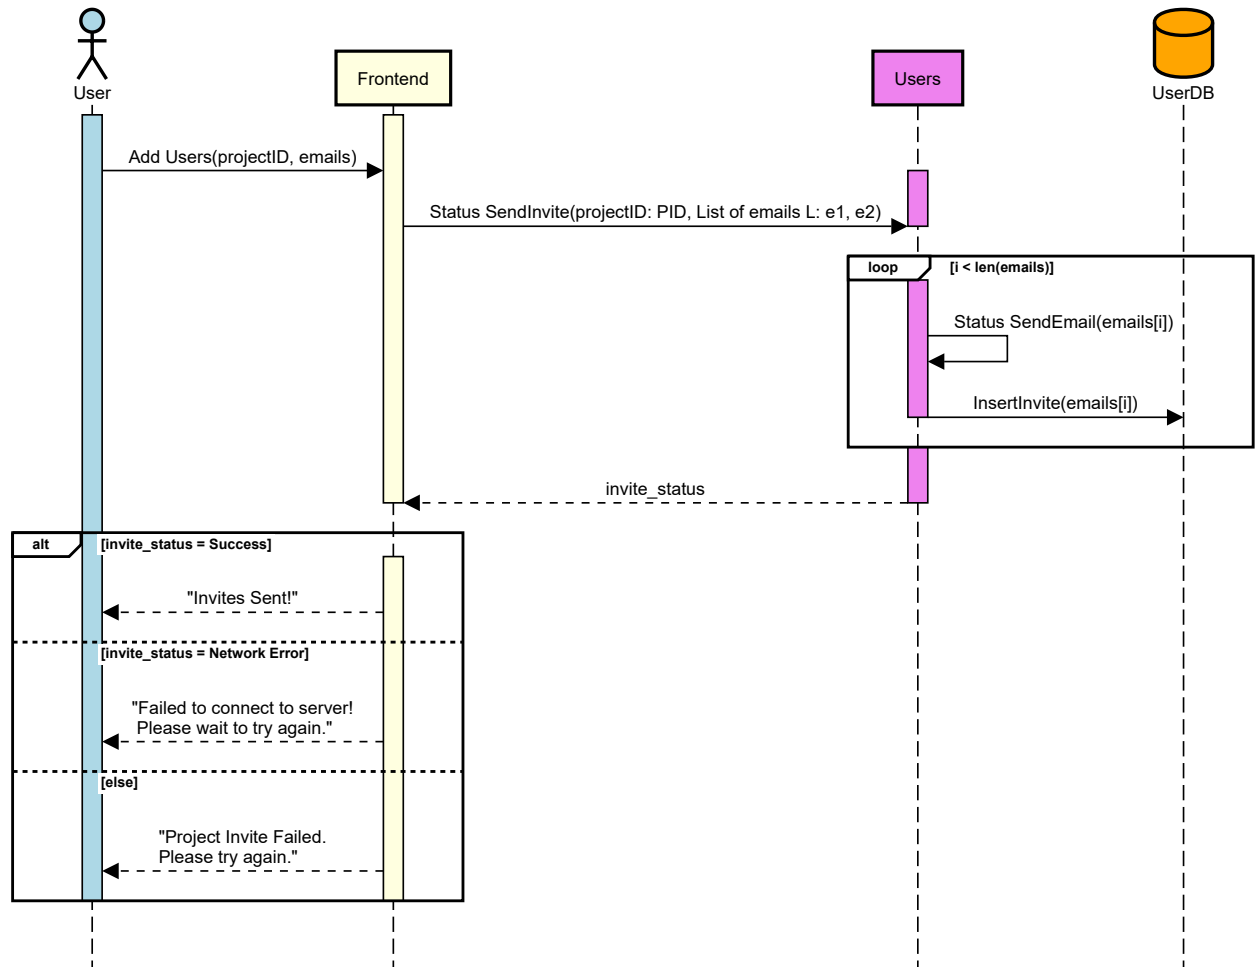 User
Frontend
Users
UserDB
Add Users(projectID, emails)
Status SendInvite(projectID: PID, List of emails L: e1, e2)
loop
[i < len(emails)]
Status SendEmail(emails[i])
InsertInvite(emails[i])
invite_status
alt
[invite_status = Success]
"Invites Sent!"
[invite_status = Network Error]
"Failed to connect to server!
Please wait to try again."
[else]
"Project Invite Failed.
Please try again."